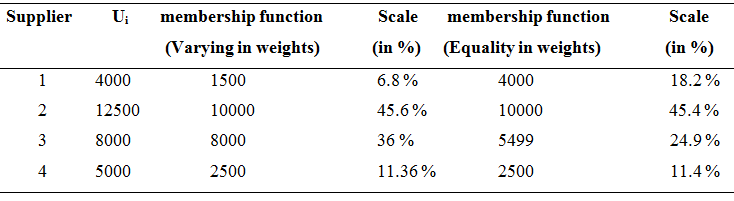 Supplier Ui membership function Scale membership function Scale
(Varying in weights) (in %) (Equality in weights) (in %)
1 4000 1500 6.8 % 4000 18.2 %
2 12500 10000 45.6 % 10000 45.4 %
3 8000 8000 36 % 5499 24.9 %
4 5000 2500 11.36 % 2500 11.4 %